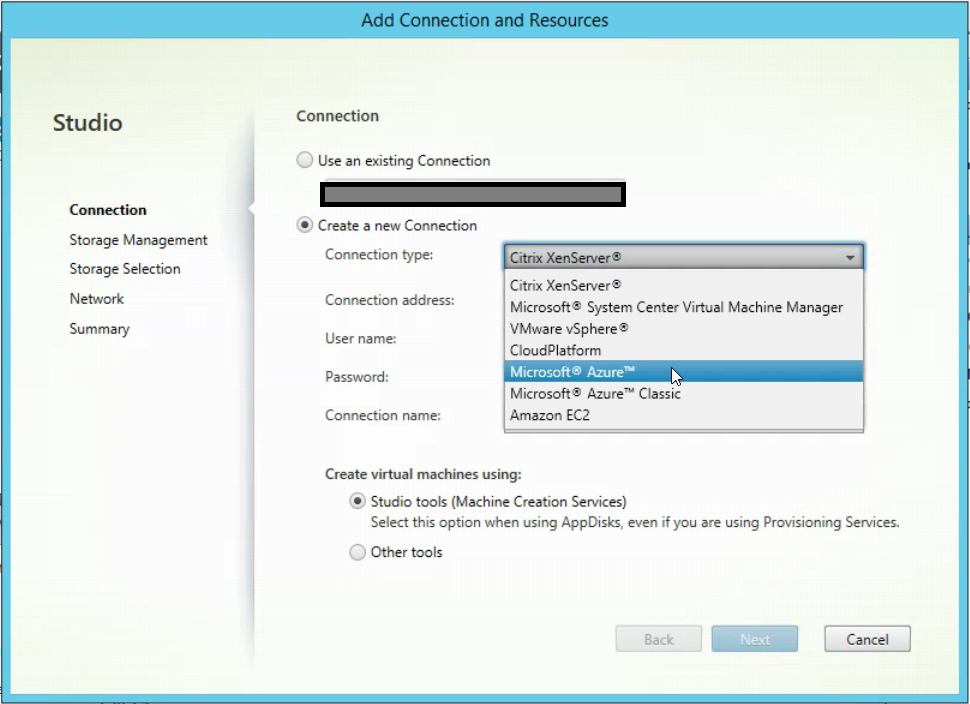 Add Connection and Resources
Studio
Connection
Storage Management
Storage Selection
Network
Summary
Connection
Use an existing Connection
Create a new Connection
Connection type:
Citrix XenServer®
Citrix XenServer®
Microsoft® System Center Virtual Machine Manager
VMware vSphere®
CloudPlatform
Microsoft® Azure™
Microsoft® Azure™ Classic
Amazon EC2
Connection address:
User name:
Password:
Connection name:
Create virtual machines using:
Studio tools (Machine Creation Services)
Select this option when using AppDisks, even if you are using Provisioning Services.
Other tools
Back
Next
Cancel